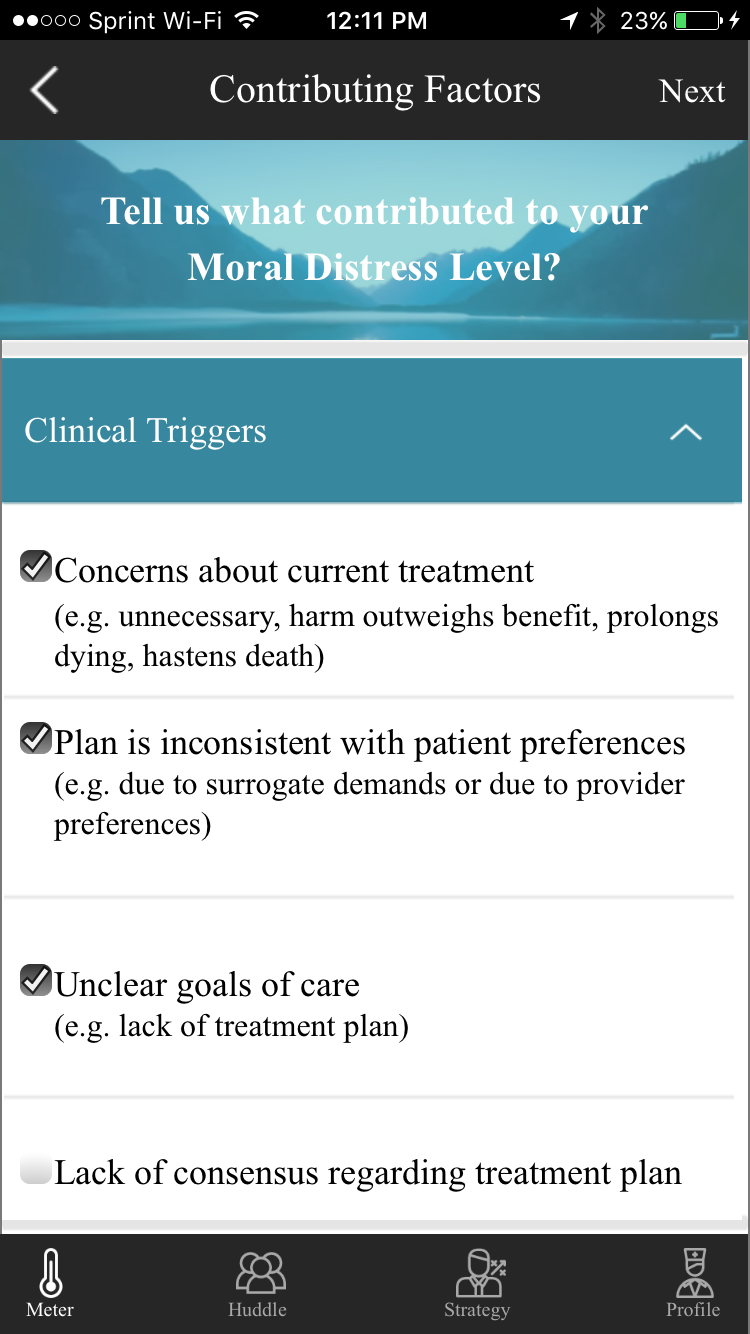 Sprint Wi-Fi 12:11 PM 23%
Contributing Factors Next
Tell us what contributed to your
Moral Distress Level?
Clinical Triggers
Concerns about current treatment
(e.g. unnecessary, harm outweighs benefit, prolongs
dying, hastens death)
Plan is inconsistent with patient preferences
(e.g. due to surrogate demands or due to provider
preferences)
Unclear goals of care
(e.g. lack of treatment plan)
Lack of consensus regarding treatment plan
Meter Huddle Strategy Profile